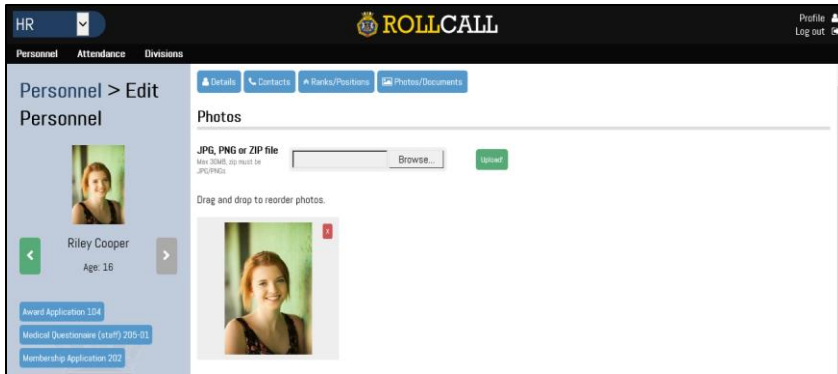 HR
ROLLCALL
Profile
Log out
Personnel Attendance Divisions
Personnel > Edit
Personnel
Riley Cooper
Age: 16
Award Application 104
Medical Questionaire (staff) 205-01
Membership Application 202
Details Contacts Ranks/Positions Photos/Documents
Photos
JPG, PNG or ZIP file
Max 30MB, zip must be
JPG/PNGs
Browse...
Upload!
Drag and drop to reorder photos.
X